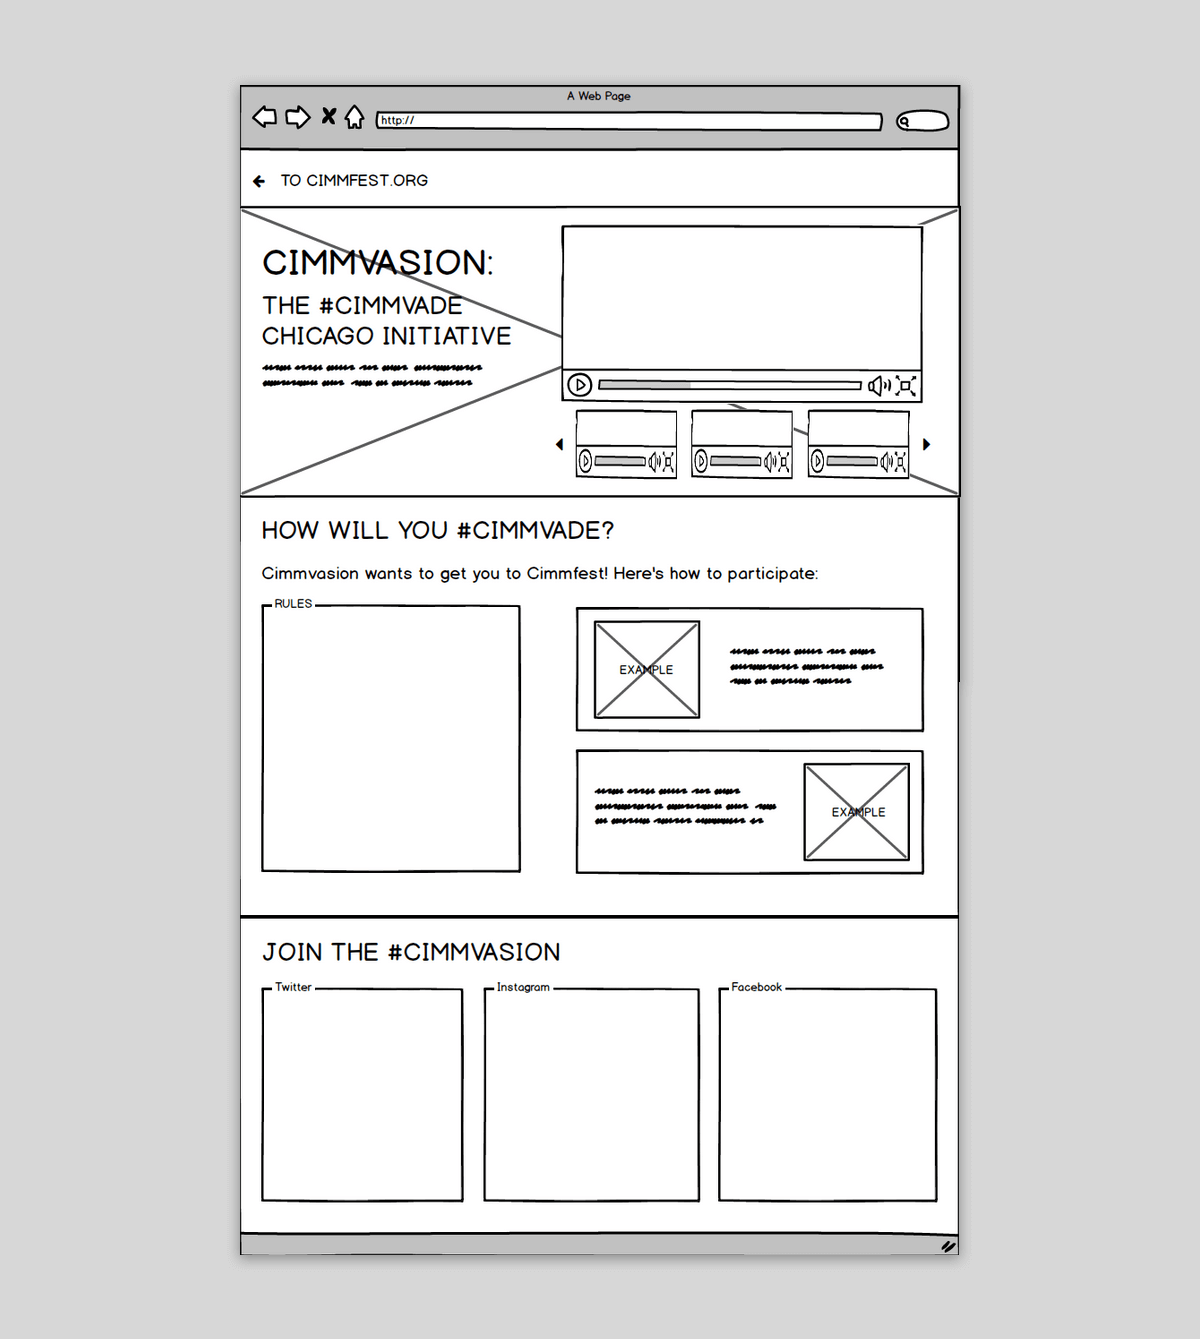 A Web Page
http://
TO CIMMFEST.ORG
CIMMVASION:
THE #CIMMVADE
CHICAGO INITIATIVE
HOW WILL YOU #CIMMVADE?
Cimmvasion wants to get you to Cimmfest! Here's how to participate:
RULES
EXAMPLE
EXAMPLE
JOIN THE #CIMMVASION
Twitter
Instagram
Facebook